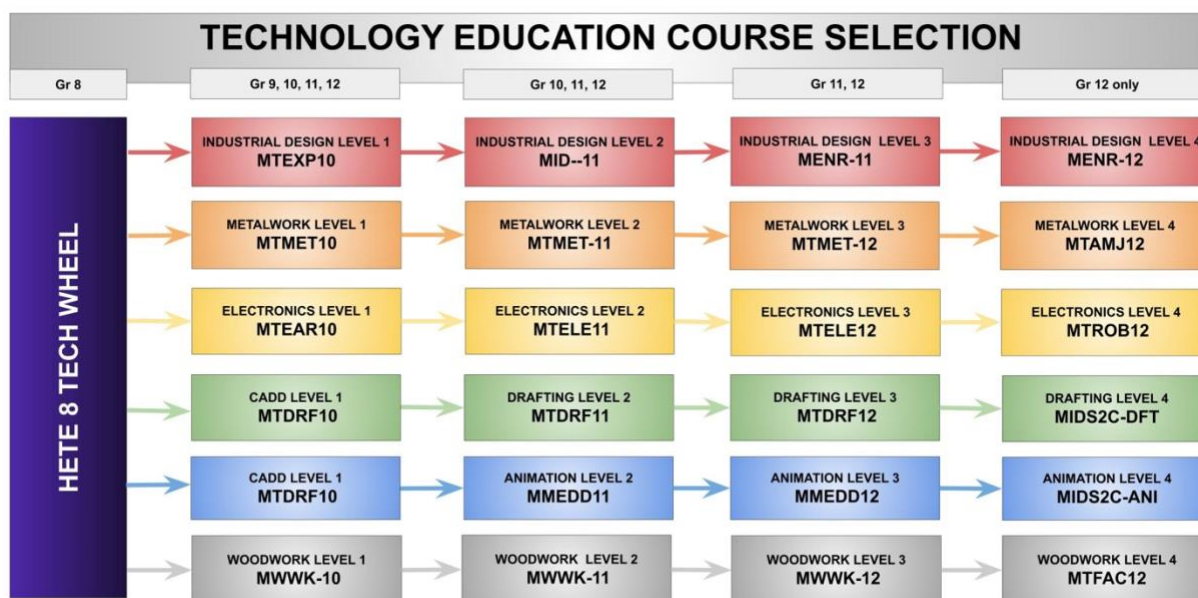 TECHNOLOGY EDUCATION COURSE SELECTION
Gr 8
Gr 9, 10, 11, 12
Gr 10, 11, 12
Gr 11, 12
Gr 12 only
HETE 8 TECH WHEEL
INDUSTRIAL DESIGN LEVEL 1
MTEXP10
INDUSTRIAL DESIGN LEVEL 2
MID--11
INDUSTRIAL DESIGN LEVEL 3
MENR-11
INDUSTRIAL DESIGN LEVEL 4
MENR-12
METALWORK LEVEL 1
MTMET10
METALWORK LEVEL 2
MTMET-11
METALWORK LEVEL 3
MTMET-12
METALWORK LEVEL 4
MTAMJ12
ELECTRONICS LEVEL 1
MTEAR10
ELECTRONICS LEVEL 2
MTELE11
ELECTRONICS LEVEL 3
MTELE12
ELECTRONICS LEVEL 4
MTROB12
CADD LEVEL 1
MTDRF10
DRAFTING LEVEL 2
MTDRF11
DRAFTING LEVEL 3
MTDRF12
DRAFTING LEVEL 4
MIDS2C-DFT
CADD LEVEL 1
MTDRF10
ANIMATION LEVEL 2
MMEDD11
ANIMATION LEVEL 3
MMEDD12
ANIMATION LEVEL 4
MIDS2C-ANI
WOODWORK LEVEL 1
MWWK-10
WOODWORK LEVEL 2
MWWK-11
WOODWORK LEVEL 3
MWWK-12
WOODWORK LEVEL 4
MTFAC12